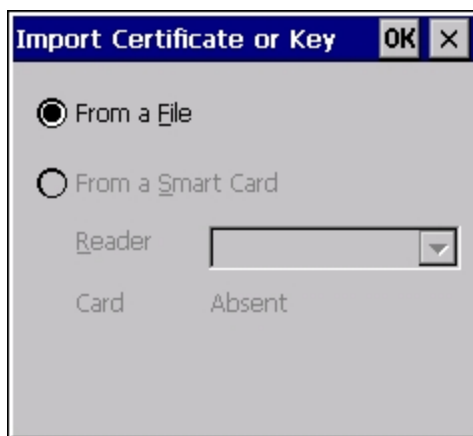 Import Certificate or Key OK ×
From a File
From a Smart Card
Reader
Card Absent